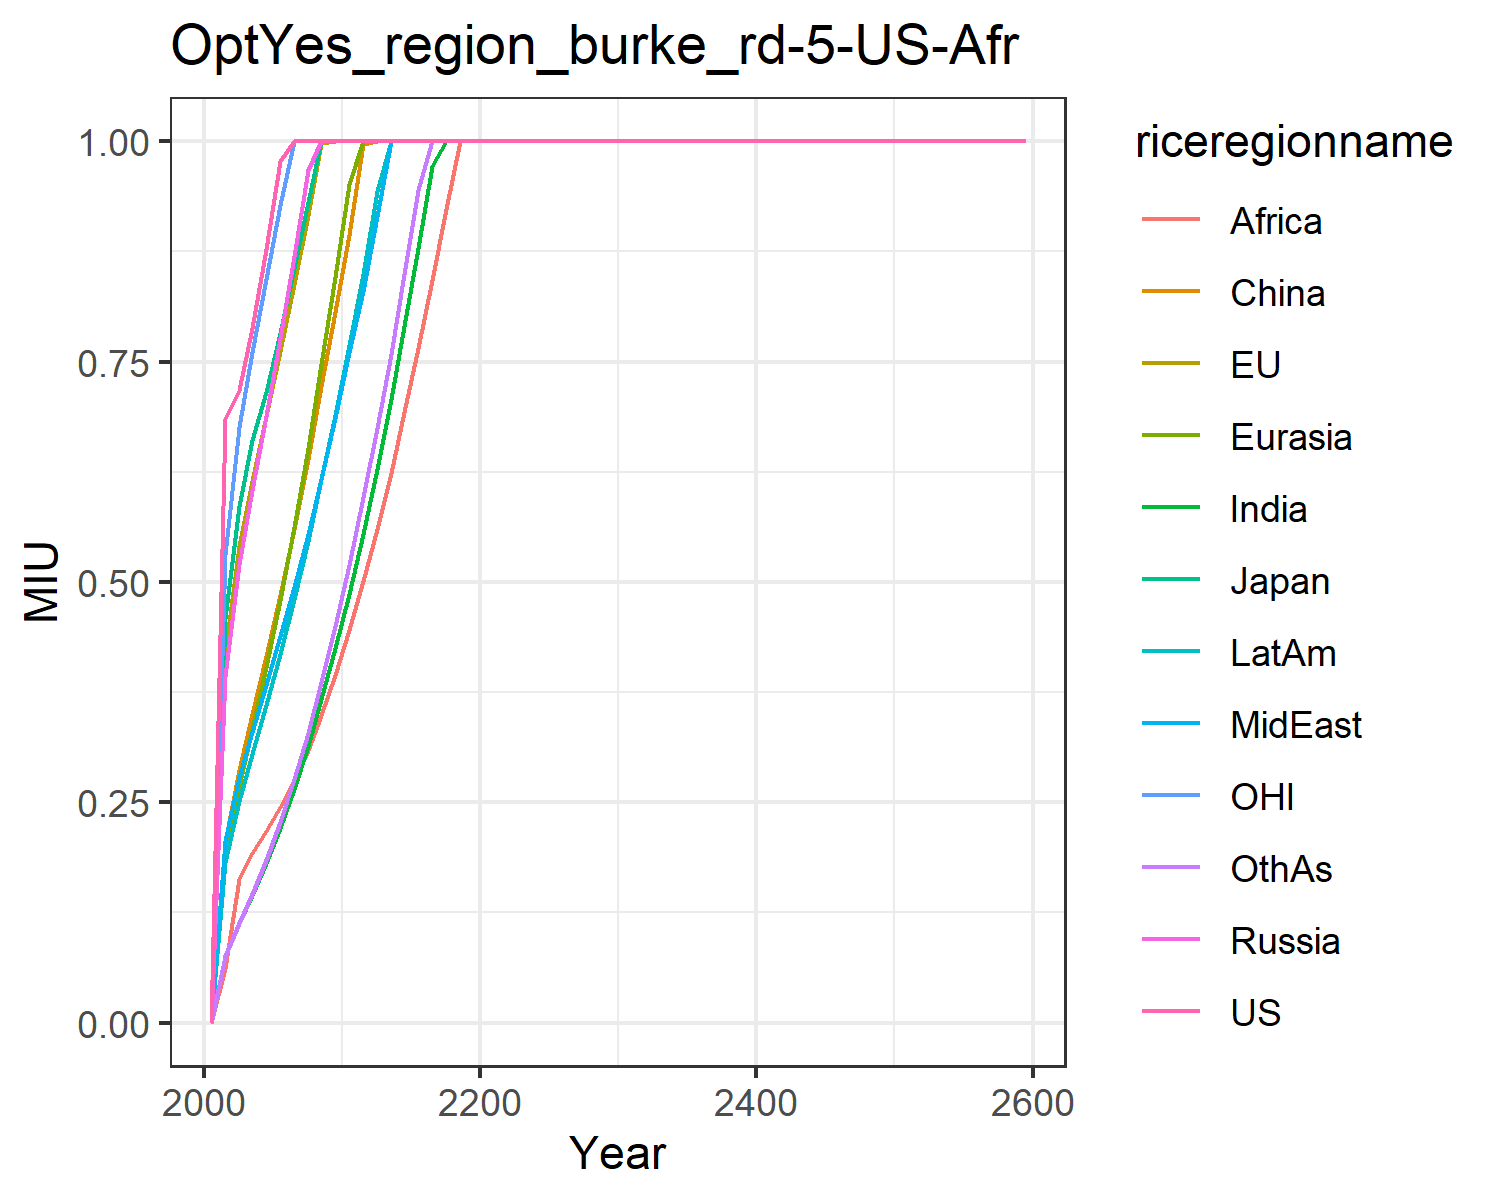 OptYes_region_burke_rd-5-US-Afr
1.00
0.75
0.50
0.25
0.00
MIU
2000
2200
2400
2600
Year
riceregionname
Africa
China
EU
Eurasia
India
Japan
LatAm
MidEast
OHI
OthAs
Russia
US